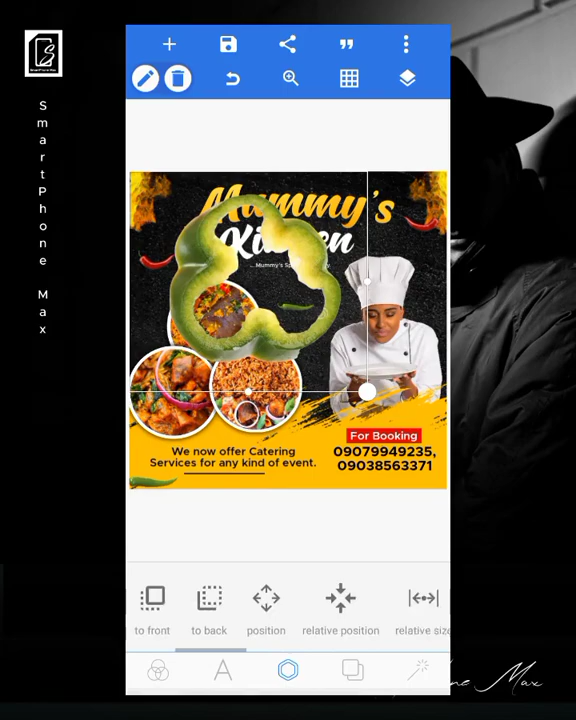 SmartPhone Max
Mummy's
Kitchen
We now offer Catering
Services for any kind of event.
For Booking
09079949235,
09038563371
to front
to back
position
relative position
relative size
Max